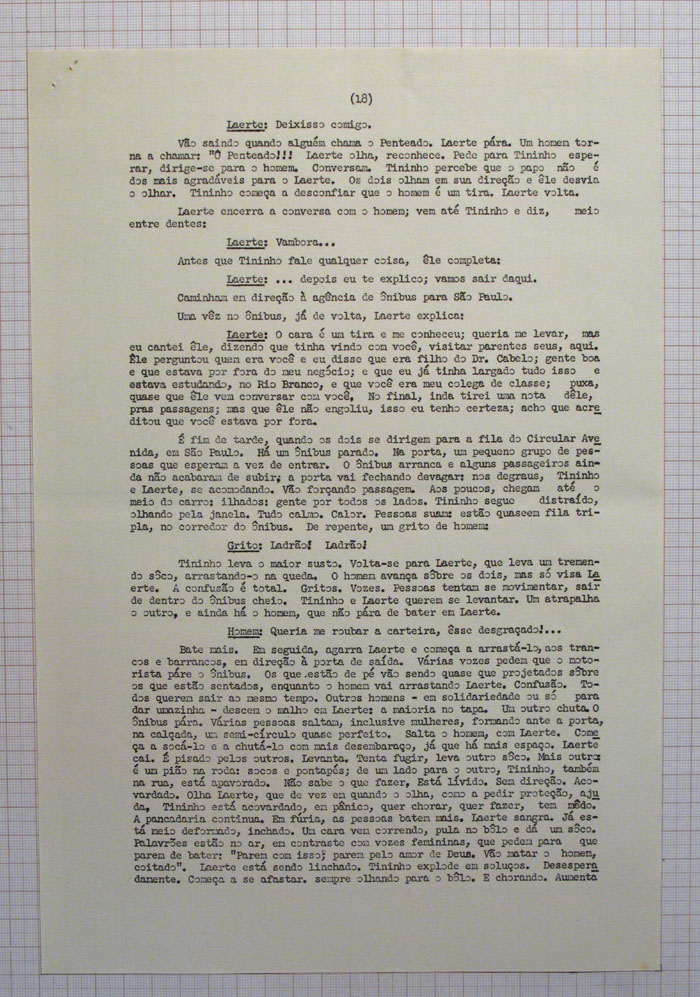 (18)
Laerte: Deixisso comigo.
Vão saindo quando alguém chama o Penteado. Laerte pára. Um homem tor-
na a chamar: "Ô Penteado!!! Laerte olha, reconhece. Pede para Tininho espe-
rar, dirige-se para o homem. Conversam. Tininho percebe que o papo não é
dos mais agradáveis para o Laerte. Os dois olham em sua direção e êle desvia
o olhar. Tininho começa a desconfiar que o homem é um tira. Laerte volta.
Laerte encerra a conversa com o homem; vem até Tininho e diz, meio
entre dentes:
Laerte: Vambora...
Antes que Tininho fale qualquer coisa, êle completa:
Laerte: ... depois eu te explico; vamos sair daqui.
Caminham em direção à agência de ônibus para São Paulo.
Uma vêz no ônibus, já de volta, Laerte explica:
Laerte: O cara é um tira e me conheceu; queria me levar, mas
eu cantei êle, dizendo que tinha vindo com você, visitar parentes seus, aqui.
Êle perguntou quem era você e eu disse que era filho do Dr. Cabelo; gente boa
e que estava por fora do meu negócio; e que eu já tinha largado tudo isso e
estava estudando, no Rio Branco, e que você era meu colega de classe; puxa,
quase que êle vem conversar com você. No final, inda tirei uma nota dêle,
pras passagens; mas que êle não engoliu, isso eu tenho certeza; acho que acre
ditou que você estava por fora.
É fim de tarde, quando os dois se dirigem para a fila do Circular Ave
nida, em São Paulo. Há um ônibus parado. Na porta, um pequeno grupo de pes-
soas que esperam a vez de entrar. O ônibus arranca e alguns passageiros ain-
da não acabaram de subir; a porta vai fechando devagar: nos degraus, Tininho
e Laerte, se acomodando. Vão forçando passagem. Aos poucos, chegam até o
meio do carro: ilhados: gente por todos os lados. Tininho segue distraído,
olhando pela janela. Tudo calmo. Calor. Pessoas suam: estão quaseem fila tri-
pla, no corredor do ônibus. De repente, um grito de homem:
Grito: Ladrão! Ladrão!
Tininho leva o maior susto. Volta-se para Laerte, que leva um tremen-
do sôco, arrastando-o na queda. O homem avança sôbre os dois, mas só visa La
erte. A confusão é total. Gritos. Vozes. Pessoas tentam se movimentar, sair
de dentro do ônibus cheio. Tininho e Laerte querem se levantar. Um atrapalha
o outro, e ainda há o homem, que não pára de bater em Laerte.
Homem: Queria me roubar a carteira, êsse desgraçado!...
Bate mais. Em seguida, agarra Laerte e começa a arrastá-lo, aos tran-
cos e barrancos, em direção à porta de saída. Várias vozes pedem que o moto-
rista páre o ônibus. Os que estão de pé vão sendo quase que projetados sôbre
os que estão sentados, enquanto o homem vai arrastando Laerte. Confusão. To-
dos querem sair ao mesmo tempo. Outros homens - em solidariedade ou só para
dar umazinha - descem o malho em Laerte: a maioria no tapa. Um outro chuta. O
ônibus pára. Várias pessoas saltam, inclusive mulheres, formando ante a porta,
na calçada, um semi-círculo quase perfeito. Salta o homem, com Laerte. Come
ça a socá-lo e a chutá-lo com mais desembaraço, já que há mais espaço. Laerte
cai. É pizado pelos outros. Levanta. Tenta fugir, leva outro sôco. Mais outro:
é um pião na roda: socos e pontapés; de um lado para o outro, Tininho, também
na rua, está apavorado. Não sabe o que fazer, Está lívido. Sem direção. Aco-
vardado. Olha Laerte, que de vez em quando o olha, como a pedir proteção, aju
da. Tininho está acovardado, em pânico, quer chorar, quer fazer, tem mêdo.
A pancadaria continua. Em fúria, as pessoas batem mais. Laerte sangra. Já es-
tá meio deformado, inchado. Um cara vem correndo, pula no bôlo e dá um sôco.
Palavrões estão no ar, em contraste com vozes femininas, que pedem para que
parem de bater: "Parem com isso; parem pelo amor de Deus. Vão matar o homem,
coitado". Laerte está sendo linchado. Tininho explode em soluços. Desespera
damente. Começa a se afastar. sempre olhando para o bôlo. E chorando. Aumenta